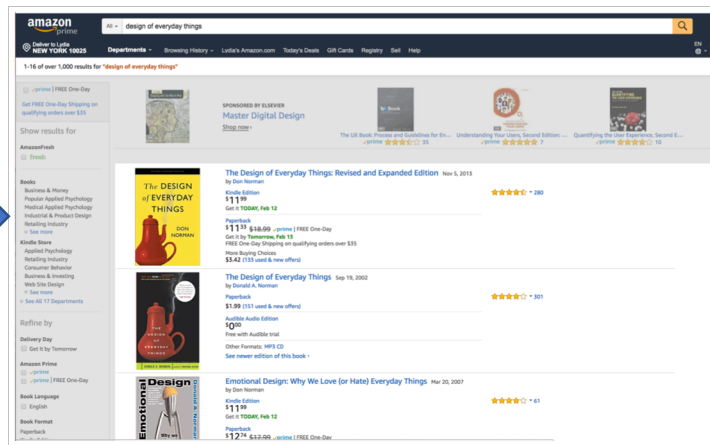 amazon
prime
All
design of everyday things
Deliver to Lydia
NEW YORK 10025
Departments
Browsing History
Lydia's Amazon.com
Today's Deals
Gift Cards
Registry
Sell
Help
EN
1-16 of over 1,000 results for "design of everyday things"
prime | FREE One-Day
Get FREE One-Day Shipping on
qualifying orders over $35
Show results for
AmazonFresh
fresh
Books
Business & Money
Popular Applied Psychology
Medical Applied Psychology
Industrial & Product Design
Retailing Industry
See more
Kindle Store
Applied Psychology
Retailing Industry
Consumer Behavior
Business & Investing
Web Site Design
See more
See All 17 Departments
Refine by
Delivery Day
Get it by Tomorrow
Amazon Prime
prime
prime | FREE One-Day
Book Language
English
Book Format
Paperback
SPONSORED BY ELSEVIER
Master Digital Design
Shop now ›
The UX Book: Process and Guidelines for En...
prime 35
Understanding Your Users, Second Edition: ...
prime 7
Quantifying the User Experience, Second E...
prime 10
The DESIGN
of EVERYDAY
THINGS
DON
NORMAN
The Design of Everyday Things: Revised and Expanded Edition Nov 5, 2013
by Don Norman
Kindle Edition
$11 99
Get it TODAY, Feb 12
Paperback
$11 33 $18.99 prime | FREE One-Day
Get it by Tomorrow, Feb 13
FREE One-Day Shipping on qualifying orders over $35
More Buying Choices
$3.42 (133 used & new offers)
280
THE
DESIGN
OF EVERYDAY
THINGS
The Design of Everyday Things Sep 19, 2002
by Donald A. Norman
Paperback
$1.99 (151 used & new offers)
Audible Audio Edition
$0 00
Free with Audible trial
Other Formats: MP3 CD
See newer edition of this book ›
301
Emotional Design
Donald A. Norman
Why we
Emotional Design: Why We Love (or Hate) Everyday Things Mar 20, 2007
by Don Norman
Kindle Edition
$11 99
Get it TODAY, Feb 12
Paperback
$12 74 $17.99 prime | FREE One-Day
61